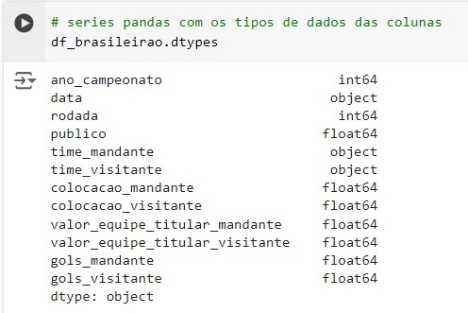 # series pandas com os tipos de dados das colunas
df_brasileirao.dtypes
ano_campeonato int64
data object
rodada int64
publico float64
time_mandante object
time_visitante object
colocacao_mandante float64
colocacao_visitante float64
valor_equipe_titular_mandante float64
valor_equipe_titular_visitante float64
gols_mandante float64
gols_visitante float64
dtype: object